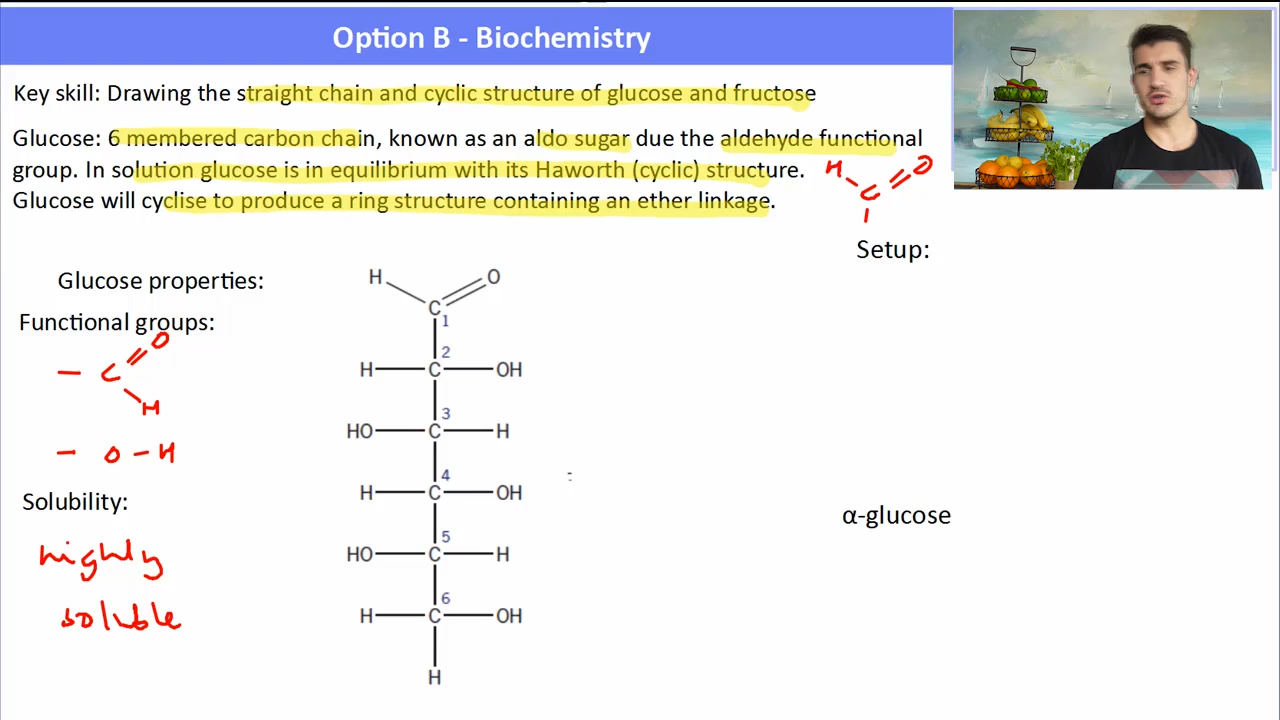 Option B - Biochemistry
Key skill: Drawing the straight chain and cyclic structure of glucose and fructose
Glucose: 6 membered carbon chain, known as an aldo sugar due the aldehyde functional
group. In solution glucose is in equilibrium with its Haworth (cyclic) structure.
Glucose will cyclise to produce a ring structure containing an ether linkage.
H O
C
Setup:
Glucose properties:
Functional groups:
O
C
H
O H
Solubility:
highly
soluble
H O
C
1
2
H C OH
3
HO C H
4
H C OH
5
HO C H
6
H C OH
H
=
α-glucose